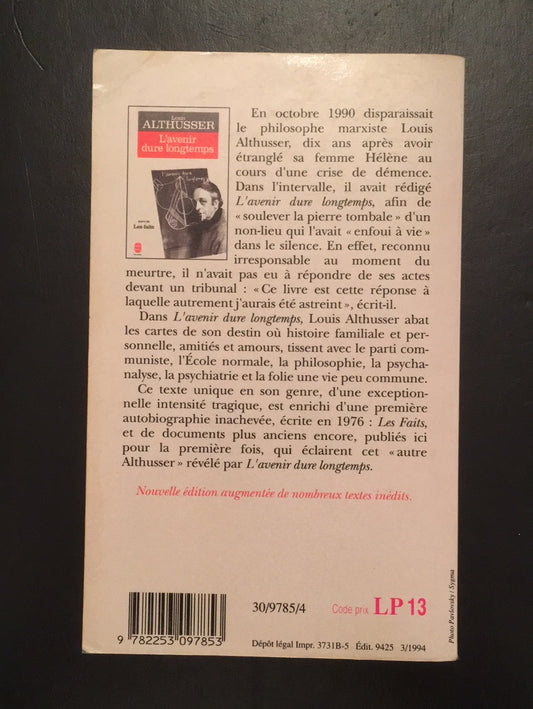 Louis
ALTHUSSER
L'avenir
dure longtemps
suivi de
Les faits
En octobre 1990 disparaissait
le philosophe marxiste Louis
Althusser, dix ans après avoir
étranglé sa femme Hélène au
cours d'une crise de démence.
Dans l'intervalle, il avait rédigé
L'avenir dure longtemps, afin de
« soulever la pierre tombale » d'un
non-lieu qui l'avait « enfoui à vie »
dans le silence. En effet, reconnu
irresponsable au moment du
meurtre, il n'avait pas eu à répondre de ses actes
devant un tribunal : « Ce livre est cette réponse à
laquelle autrement j'aurais été astreint », écrit-il.
Dans L'avenir dure longtemps, Louis Althusser abat
les cartes de son destin où histoire familiale et per-
sonnelle, amitiés et amours, tissent avec le parti com-
muniste, l'École normale, la philosophie, la psycha-
nalyse, la psychiatrie et la folie une vie peu commune.
Ce texte unique en son genre, d'une exception-
nelle intensité tragique, est enrichi d'une première
autobiographie inachevée, écrite en 1976 : Les Faits,
et de documents plus anciens encore, publiés ici
pour la première fois, qui éclairent cet « autre
Althusser » révélé par L'avenir dure longtemps.
Nouvelle édition augmentée de nombreux textes inédits.
30/9785/4
Code prix LP 13
9 782253 097853
Dépôt légal Impr. 3731B-5 Édit. 9425 3/1994
Photo Pavlovsky / Sygma